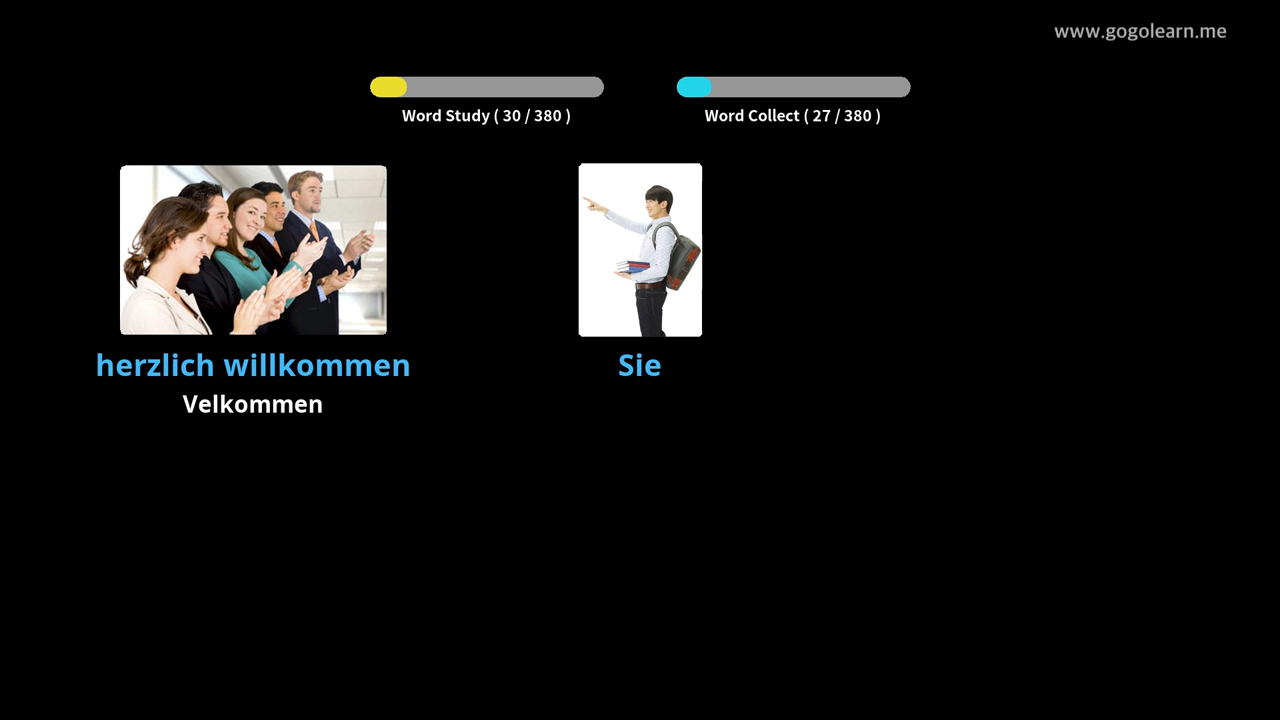 www.gogolearn.me
Word Study ( 30 / 380 )
Word Collect ( 27 / 380 )
herzlich willkommen
Velkommen
Sie